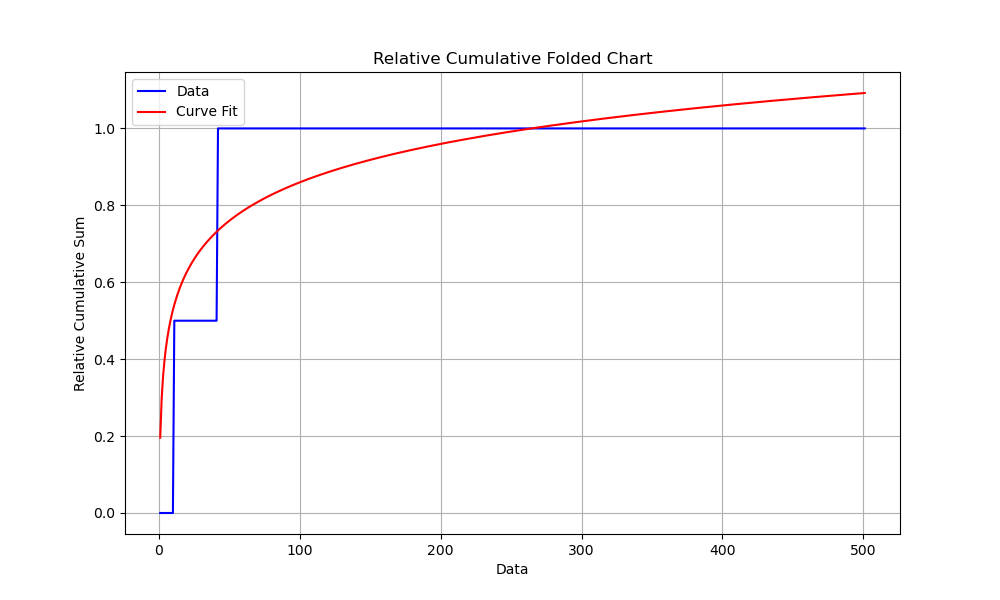 Relative Cumulative Folded Chart
Data
Curve Fit
1.0
0.8
0.6
0.4
0.2
0.0
Relative Cumulative Sum
0 100 200 300 400 500
Data